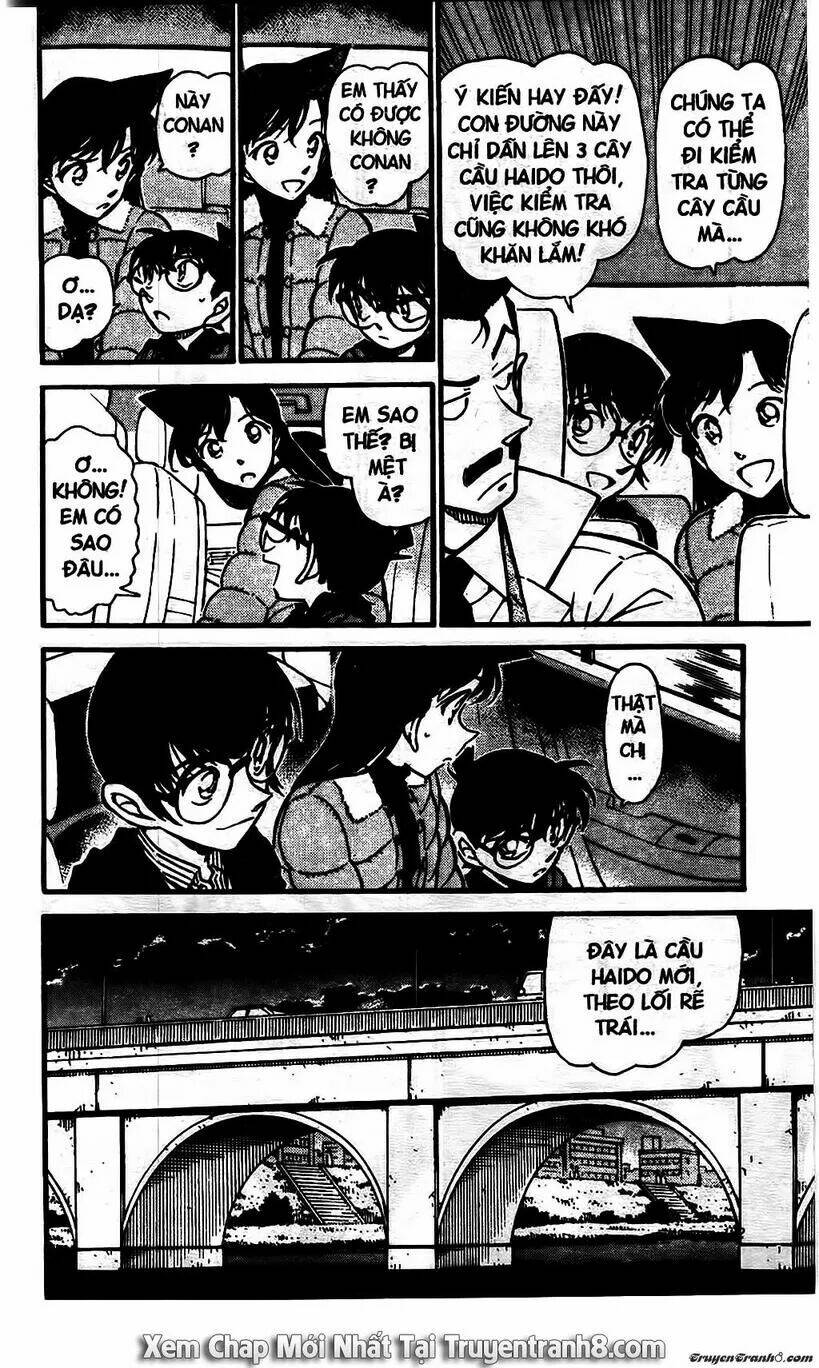 CHÚNG TA
CÓ THỂ
ĐI KIỂM
TRA TỪNG
CÂY CẦU
MÀ...
Ý KIẾN HAY ĐẤY!
CON ĐƯỜNG NÀY
CHỈ DẪN LÊN 3 CÂY
CẦU HAIDO THÔI,
VIỆC KIỂM TRA
CŨNG KHÔNG KHÓ
KHĂN LẮM!
EM THẤY
CÓ ĐƯỢC
KHÔNG
CONAN
?
NÀY
CONAN
?
Ơ...
DẠ?
EM SAO
THẾ? BỊ
MỆT
À?
Ơ...
KHÔNG!
EM CÓ
SAO
ĐÂU...
THẬT
MÀ
CHỊ
...
ĐÂY LÀ CẦU
HAIDO MỚI,
THEO LỐI RẼ
TRÁI...
Xem Chap Mới Nhất Tại Truyentranh8.com
TruyenTranh8.com